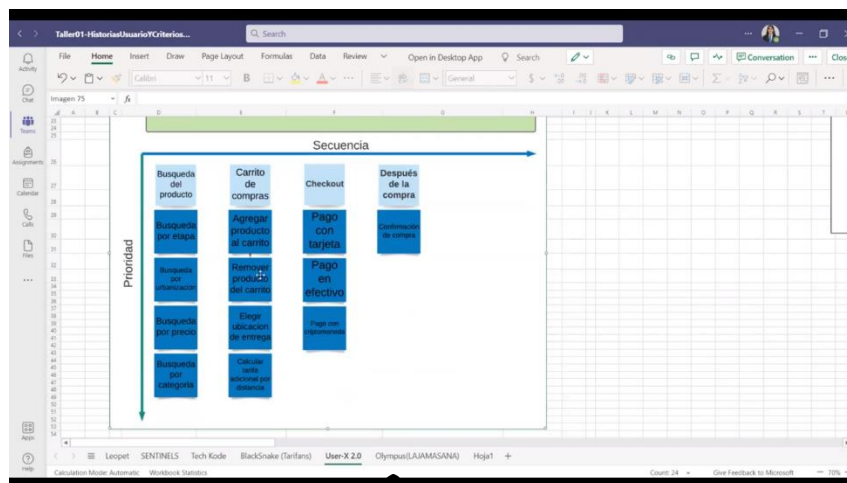 Taller01-HistoriasUsuarioYCriterios...
Search
File Home Insert Draw Page Layout Formulas Data Review Open in Desktop App Search Conversation Clos
Calibri 11 B General $
Imagen 75 fx
Activity
Chat
Teams
Assignments
Calendar
Calls
Files
Apps
Help
Secuencia
Prioridad
Busqueda
del
producto
Carrito
de
compras
Checkout
Después
de la
compra
Busqueda
por etapa
Agregar
producto
al carrito
Pago
con
tarjeta
Confirmación
de compra
Busqueda
por
urbanizacion
Remover
producto
del carrito
Pago
en
efectivo
Busqueda
por precio
Elegir
ubicacion
de entrega
Pago con
criptomoneda
Busqueda
por
categoria
Calcular
tarifa
adicional por
distancia
Leopet SENTINELS Tech Kode BlackSnake (Tarifans) User-X 2.0 Olympus(LAJAMASANA) Hoja1 +
Calculation Mode: Automatic Workbook Statistics Count: 24 Give Feedback to Microsoft 70%